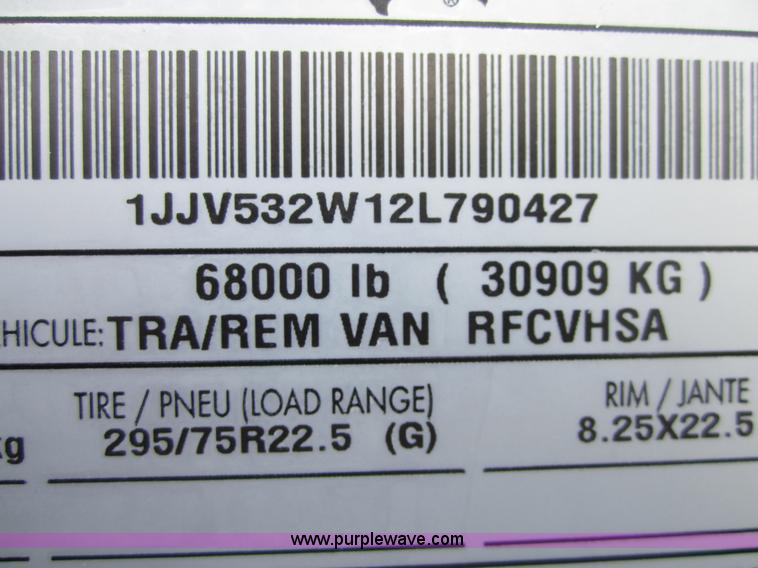 ®
1JJV532W12L790427
68000 lb ( 30909 KG )
HICULE: TRA/REM VAN RFCVHSA
TIRE / PNEU (LOAD RANGE) RIM / JANTE
kg 295/75R22.5 (G) 8.25X22.5
www.purplewave.com